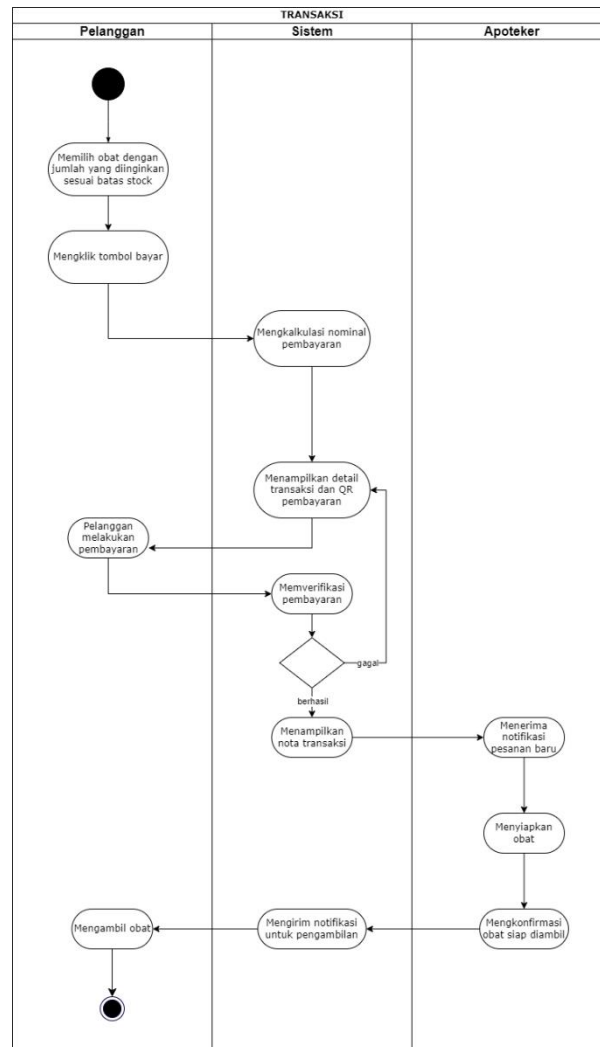 TRANSAKSI
Pelanggan
Sistem
Apoteker
Memilih obat dengan
jumlah yang diinginkan
sesuai batas stock
Mengklik tombol bayar
Mengkalkulasi nominal
pembayaran
Menampilkan detail
transaksi dan QR
pembayaran
Pelanggan
melakukan
pembayaran
Memverifikasi
pembayaran
gagal
berhasil
Menampilkan
nota transaksi
Menerima
notifikasi
pesanan baru
Menyiapkan
obat
Mengkonfirmasi
obat siap diambil
Mengirim notifikasi
untuk pengambilan
Mengambil obat